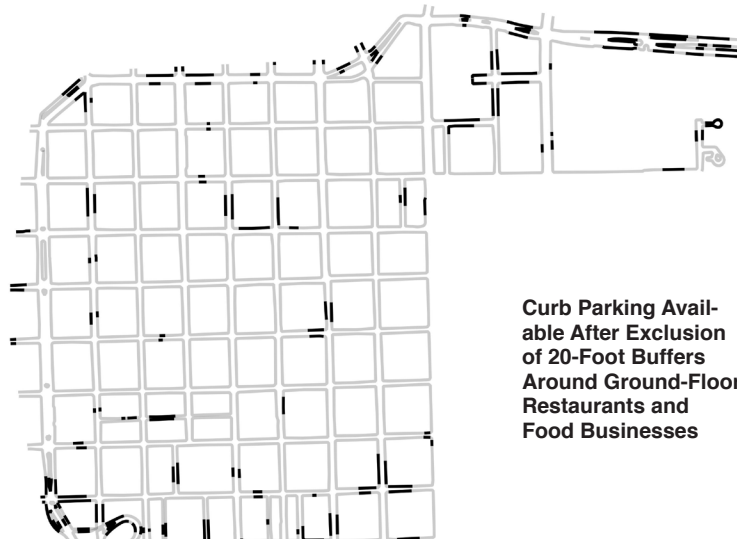 Curb Parking Avail-
able After Exclusion
of 20-Foot Buffers
Around Ground-Floor
Restaurants and
Food Businesses